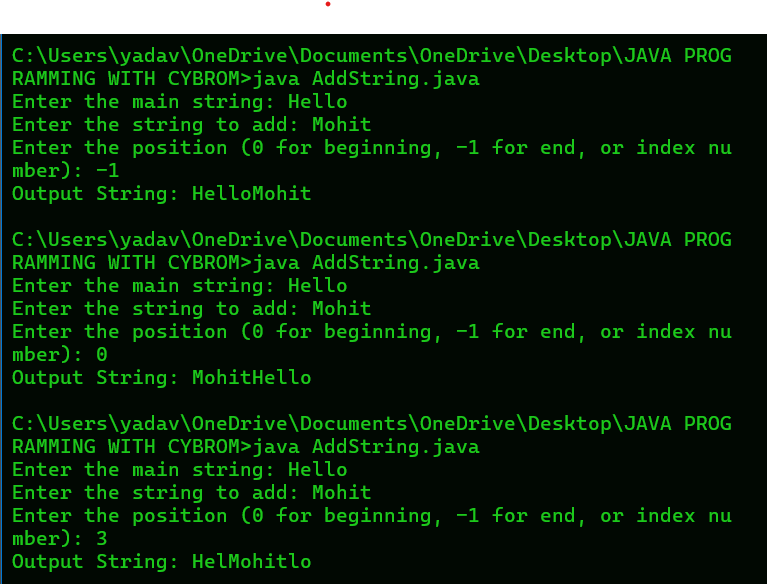 C:\Users\yadav\OneDrive\Documents\OneDrive\Desktop\JAVA PROG
RAMMING WITH CYBROM>java AddString.java
Enter the main string: Hello
Enter the string to add: Mohit
Enter the position (0 for beginning, -1 for end, or index nu
mber): -1
Output String: HelloMohit
C:\Users\yadav\OneDrive\Documents\OneDrive\Desktop\JAVA PROG
RAMMING WITH CYBROM>java AddString.java
Enter the main string: Hello
Enter the string to add: Mohit
Enter the position (0 for beginning, -1 for end, or index nu
mber): 0
Output String: MohitHello
C:\Users\yadav\OneDrive\Documents\OneDrive\Desktop\JAVA PROG
RAMMING WITH CYBROM>java AddString.java
Enter the main string: Hello
Enter the string to add: Mohit
Enter the position (0 for beginning, -1 for end, or index nu
mber): 3
Output String: HelMohitlo